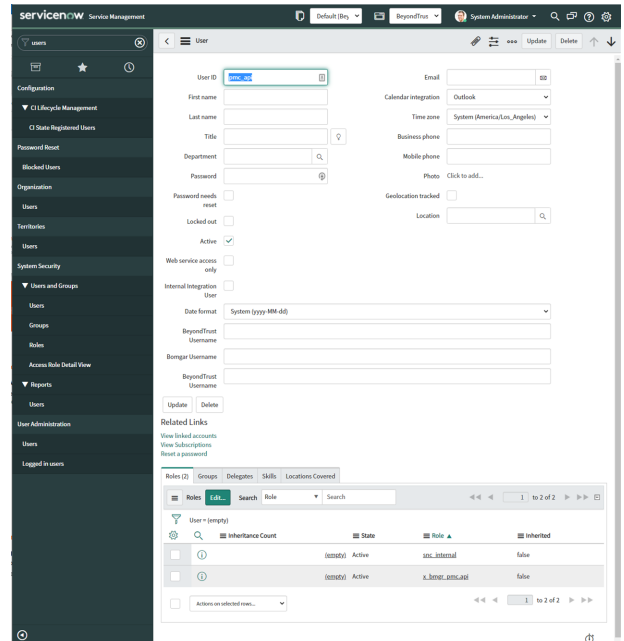 servicenow Service Management
Default (Bey
BeyondTrus
System Administrator
users
User
Update Delete
Configuration
CI Lifecycle Management
CI State Registered Users
Password Reset
Blocked Users
Organization
Users
Territories
Users
System Security
Users and Groups
Users
Groups
Roles
Access Role Detail View
Reports
Users
User Administration
Users
Logged in users
User ID pmc_api
First name
Last name
Title
Department
Password
Password needs
reset
Locked out
Active
Web service access
only
Internal Integration
User
Date format System (yyyy-MM-dd)
BeyondTrust
Username
Bomgar Username
BeyondTrust
Username
Email
Calendar integration Outlook
Time zone System (America/Los_Angeles)
Business phone
Mobile phone
Photo Click to add...
Geolocation tracked
Location
Update Delete
Related Links
View linked accounts
View Subscriptions
Reset a password
Roles (2) Groups Delegates Skills Locations Covered
Roles Edit... Search Role Search 1 to 2 of 2
User = (empty)
Inheritance Count State Role Inherited
(empty) Active snc_internal false
(empty) Active x_bmgr_pmc.api false
Actions on selected rows... 1 to 2 of 2